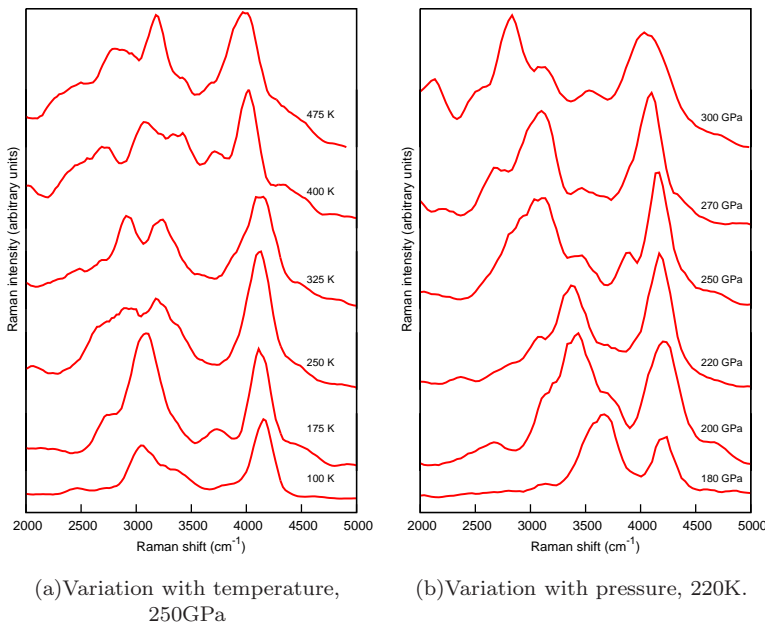 Raman intensity (arbitrary units)
475 K
400 K
325 K
250 K
175 K
100 K
2000 2500 3000 3500 4000 4500 5000
Raman shift (cm⁻¹)
(a)Variation with temperature,
250GPa
Raman intensity (arbitrary units)
300 GPa
270 GPa
250 GPa
220 GPa
200 GPa
180 GPa
2000 2500 3000 3500 4000 4500 5000
Raman shift (cm⁻¹)
(b)Variation with pressure, 220K.